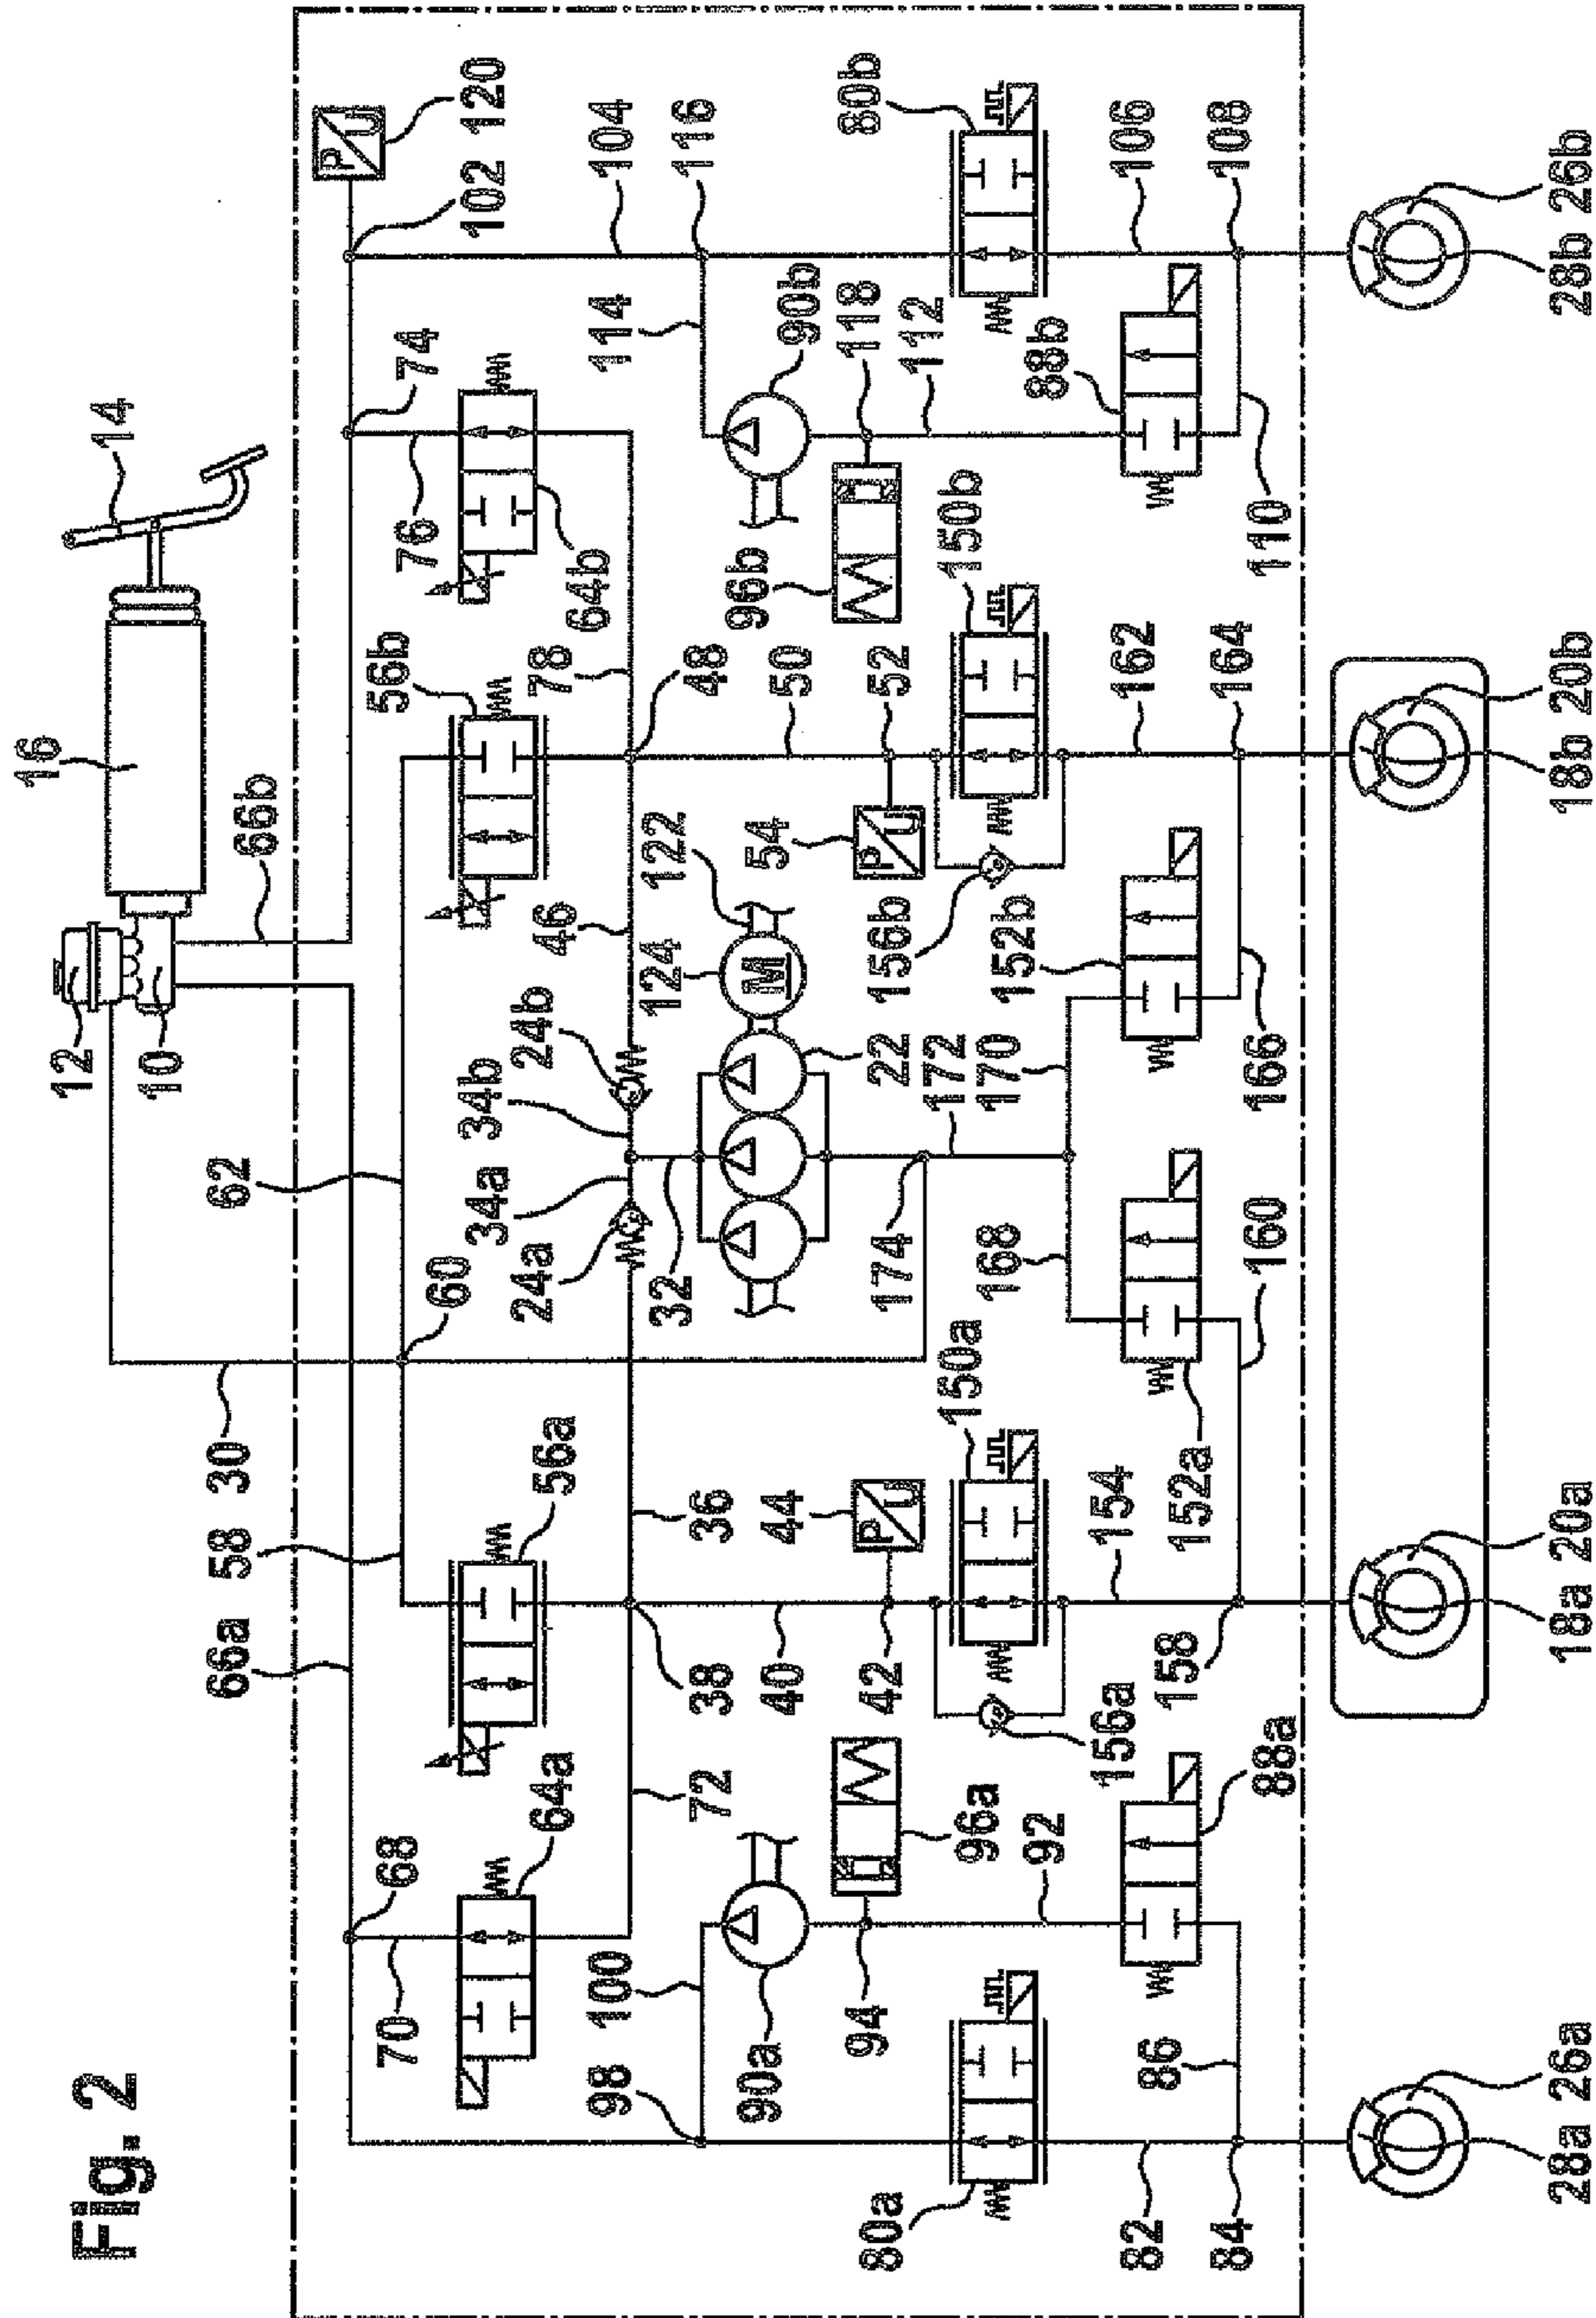 16
12
Fig. 2
14
10
66a
58
30
62
66b
70
68
60
56b
76
74
34a
34b
102
120
64a
56a
24a
24b
46
78
64b
98
100
32
124
122
114
104
P
U
116
72
38
36
48
90a
40
44
M
54
50
96b
90b
80b
P
U
P
U
94
42
174
22
52
118
80a
96a
150a
172
156b
150b
112
92
168
170
152b
88b
82
86
156a
154
162
106
84
158
152a
160
166
164
110
108
88a
28a
26a
18a
20a
18b
20b
28b
26b